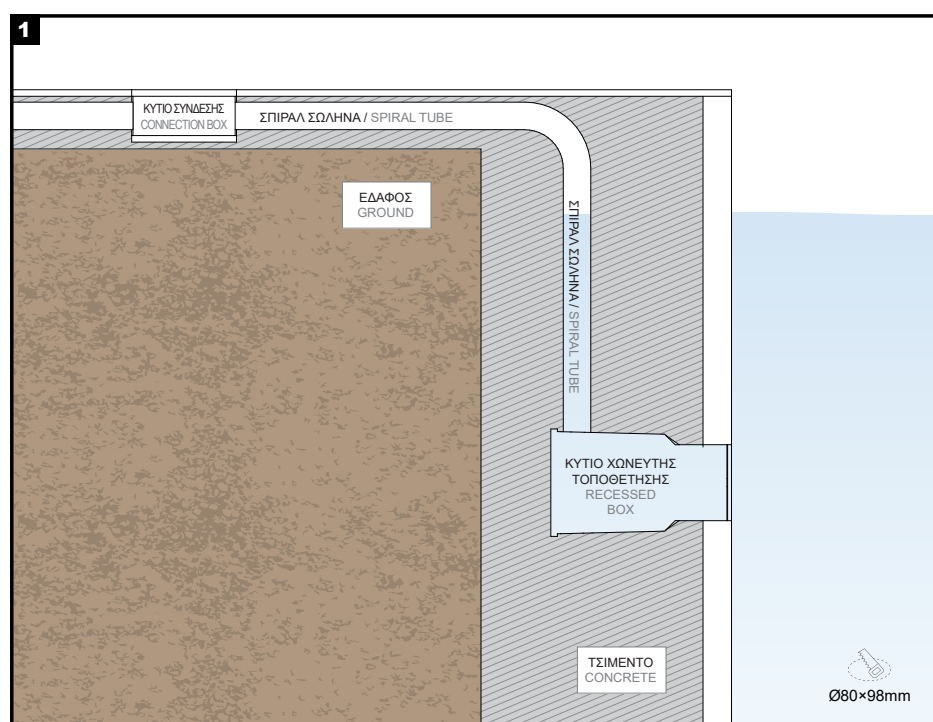 1
ΚΥΤΙΟ ΣΥΝΔΕΣΗΣ
CONNECTION BOX
ΣΠΙΡΑΛ ΣΩΛΗΝΑ / SPIRAL TUBE
ΕΔΑΦΟΣ
GROUND
ΣΠΙΡΑΛ ΣΩΛΗΝΑ / SPIRAL TUBE
ΚΥΤΙΟ ΧΩΝΕΥΤΗΣ
ΤΟΠΟΘΕΤΗΣΗΣ
RECESSED
BOX
ΤΣΙΜΕΝΤΟ
CONCRETE
Ø80×98mm